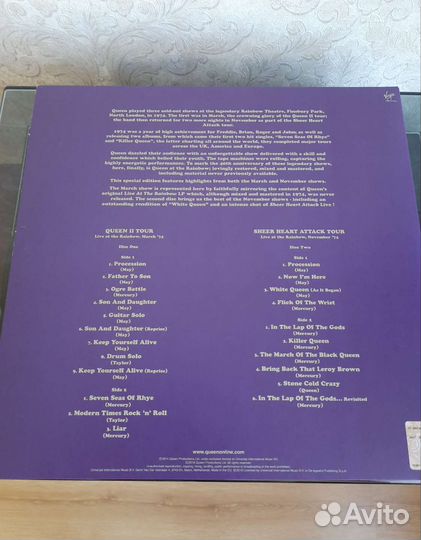 Virgin
Queen played three sold-out shows at the legendary Rainbow Theatre, Finsbury Park,
North London, in 1974. The first was in March, the crowning glory of the Queen II tour;
the band then returned for two more nights in November as part of the Sheer Heart
Attack tour.
1974 was a year of high achievement for Freddie, Brian, Roger and John; as well as
releasing two albums, from which came their first two hit singles, "Seven Seas Of Rhye"
and "Killer Queen", the latter charting all around the world, they completed major tours
across the UK, America and Europe.
Queen dazzled their audience with an unforgettable show delivered with a skill and
confidence which belied their youth. The tape machines were rolling, capturing the
highly energetic performance. To mark the 40th anniversary of these amazing shows,
here, finally, is Queen at the Rainbow; lovingly restored, mixed and mastered, and
including material never previously available.
This special edition features highlights from both the March and November shows.
The March show is represented here by faithfully mirroring the content of Queen's
original Live At The Rainbow LP which, although mixed and mastered in 1974, was never
released. The second disc brings us the best of the November shows - including an
outstanding rendition of "White Queen" and an intense shot of Sheer Heart Attack Live!
QUEEN II TOUR
Live at the Rainbow, March '74
Disc One
Side 1
1. Procession
(May)
2. Father To Son
(May)
3. Ogre Battle
(Mercury)
4. Son And Daughter
(May)
5. Guitar Solo
(May)
6. Son And Daughter (Reprise)
(May)
7. Keep Yourself Alive
(May)
8. Drum Solo
(Taylor)
9. Keep Yourself Alive (Reprise)
(May)
Side 2
1. Seven Seas Of Rhye
(Mercury)
2. Modern Times Rock 'n' Roll
(Taylor)
3. Liar
(Mercury)
SHEER HEART ATTACK TOUR
Live at the Rainbow, November '74
Disc Two
Side 1
1. Procession
(May)
2. Now I'm Here
(May)
3. White Queen (As It Began)
(May)
4. Flick Of The Wrist
(Mercury)
Side 2
1. In The Lap Of The Gods
(Mercury)
2. Killer Queen
(Mercury)
3. The March Of The Black Queen
(Mercury)
4. Bring Back That Leroy Brown
(Mercury)
5. Stone Cold Crazy
(Queen)
6. In The Lap Of The Gods... Revisited
(Mercury)
www.queenonline.com
Avito